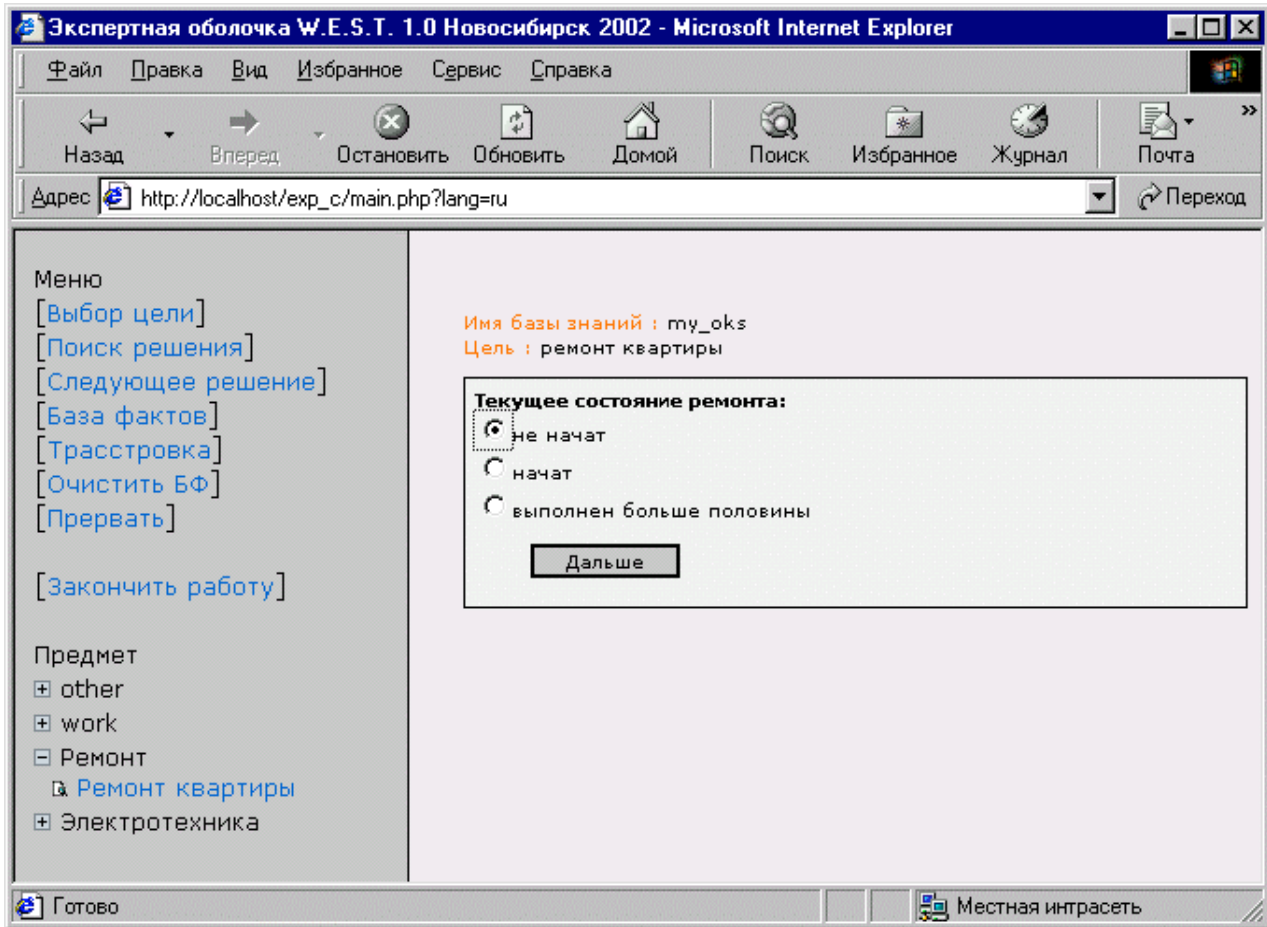 Экспертная оболочка W.E.S.T. 1.0 Новосибирск 2002 - Microsoft Internet Explorer
Файл Правка Вид Избранное Сервис Справка
Назад Вперед Остановить Обновить Домой Поиск Избранное Журнал Почта »
Адрес http://localhost/exp_c/main.php?lang=ru Переход
Меню
[Выбор цели]
[Поиск решения]
[Следующее решение]
[База фактов]
[Трасстровка]
[Очистить БФ]
[Прервать]
[Закончить работу]
Предмет
other
work
Ремонт
Ремонт квартиры
Электротехника
Имя базы знаний : my_oks
Цель : ремонт квартиры
Текущее состояние ремонта:
не начат
начат
выполнен больше половины
Дальше
Готово
Местная интрасеть